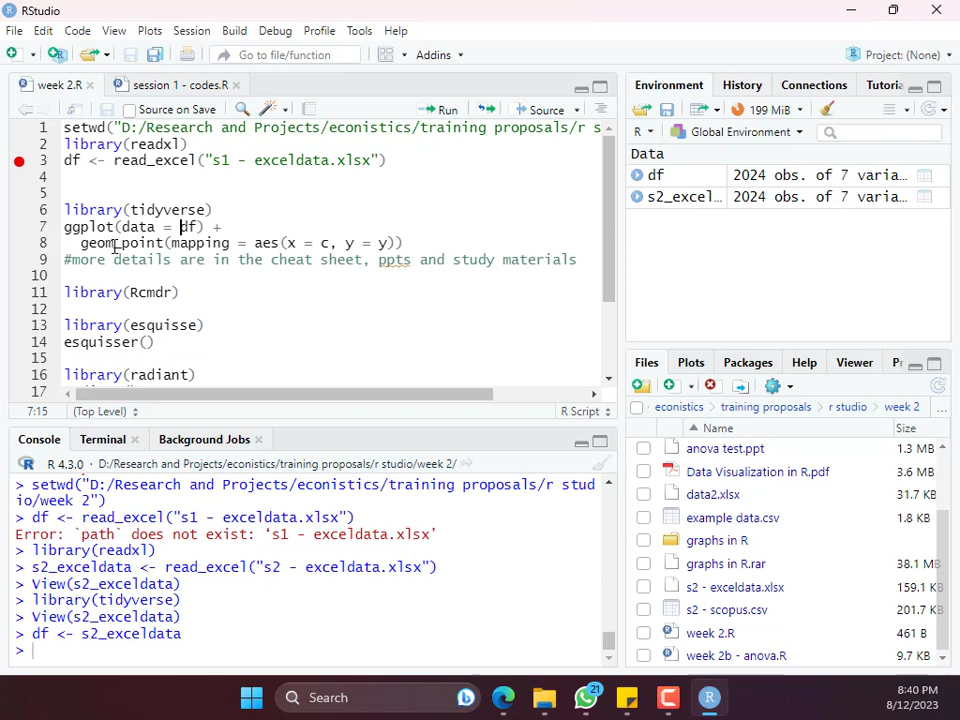 RStudio
File Edit Code View Plots Session Build Debug Profile Tools Help
Go to file/function Addins Project: (None)
week 2.R session 1 - codes.R
Source on Save Run Source
1 setwd("D:/Research and Projects/econistics/training proposals/r s
2 library(readxl)
3 df <- read_excel("s1 - exceldata.xlsx")
4
5
6 library(tidyverse)
7 ggplot(data = df) +
8 geom_point(mapping = aes(x = c, y = y))
9 #more details are in the cheat sheet, ppts and study materials
10
11 library(Rcmdr)
12
13 library(esquisse)
14 esquisser()
15
16 library(radiant)
17
7:15 (Top Level) R Script
Console Terminal Background Jobs
R 4.3.0 · D:/Research and Projects/econistics/training proposals/r studio/week 2/
> setwd("D:/Research and Projects/econistics/training proposals/r stud
io/week 2")
> df <- read_excel("s1 - exceldata.xlsx")
Error: `path` does not exist: ‘s1 - exceldata.xlsx’
> library(readxl)
> s2_exceldata <- read_excel("s2 - exceldata.xlsx")
> View(s2_exceldata)
> library(tidyverse)
> View(s2_exceldata)
> df <- s2_exceldata
>
Environment History Connections Tutoria
199 MiB
R Global Environment
Data
df 2024 obs. of 7 varia...
s2_excel... 2024 obs. of 7 varia...
Files Plots Packages Help Viewer Pr
econistics training proposals r studio week 2 ...
Name Size
anova test.ppt 1.3 MB
Data Visualization in R.pdf 3.6 MB
data2.xlsx 31.7 KB
example data.csv 1.8 KB
graphs in R
graphs in R.rar 38.1 MB
s2 - exceldata.xlsx 159.1 KB
s2 - scopus.csv 201.7 KB
week 2.R 461 B
week 2b - anova.R 9.7 KB
Search 21 8:40 PM
8/12/2023